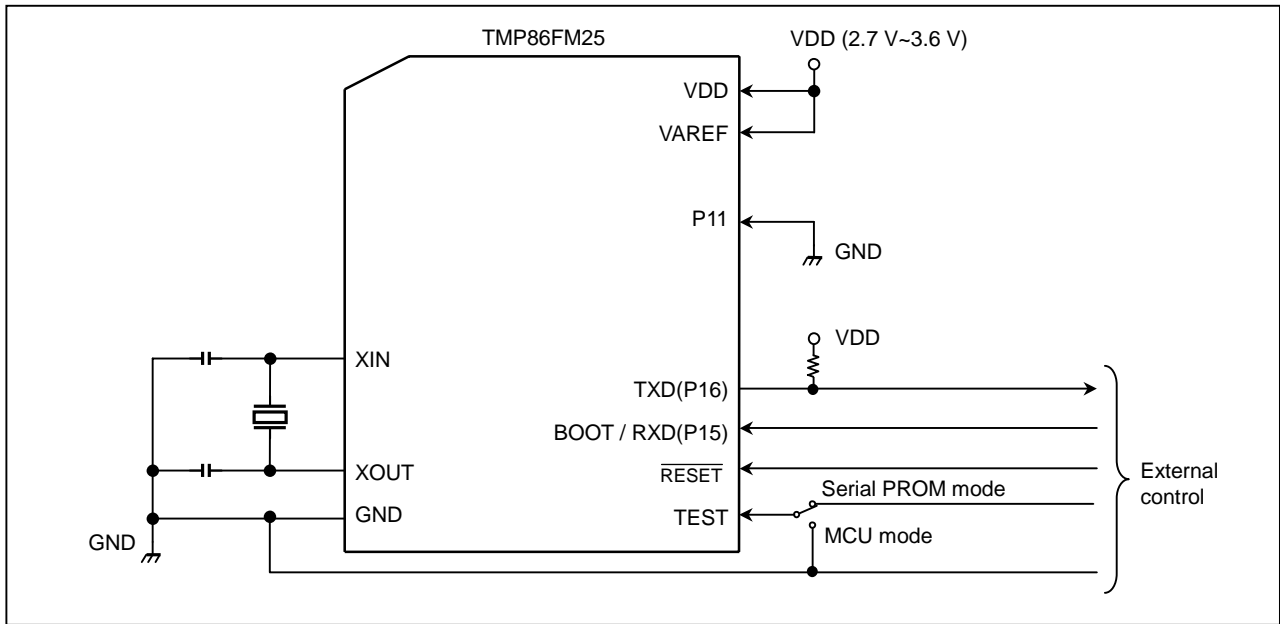 TMP86FM25
VDD (2.7 V~3.6 V)
VDD
VAREF
P11
GND
VDD
XIN
TXD(P16)
BOOT / RXD(P15)
XOUT
RESET
External
control
Serial PROM mode
GND
TEST
MCU mode
GND